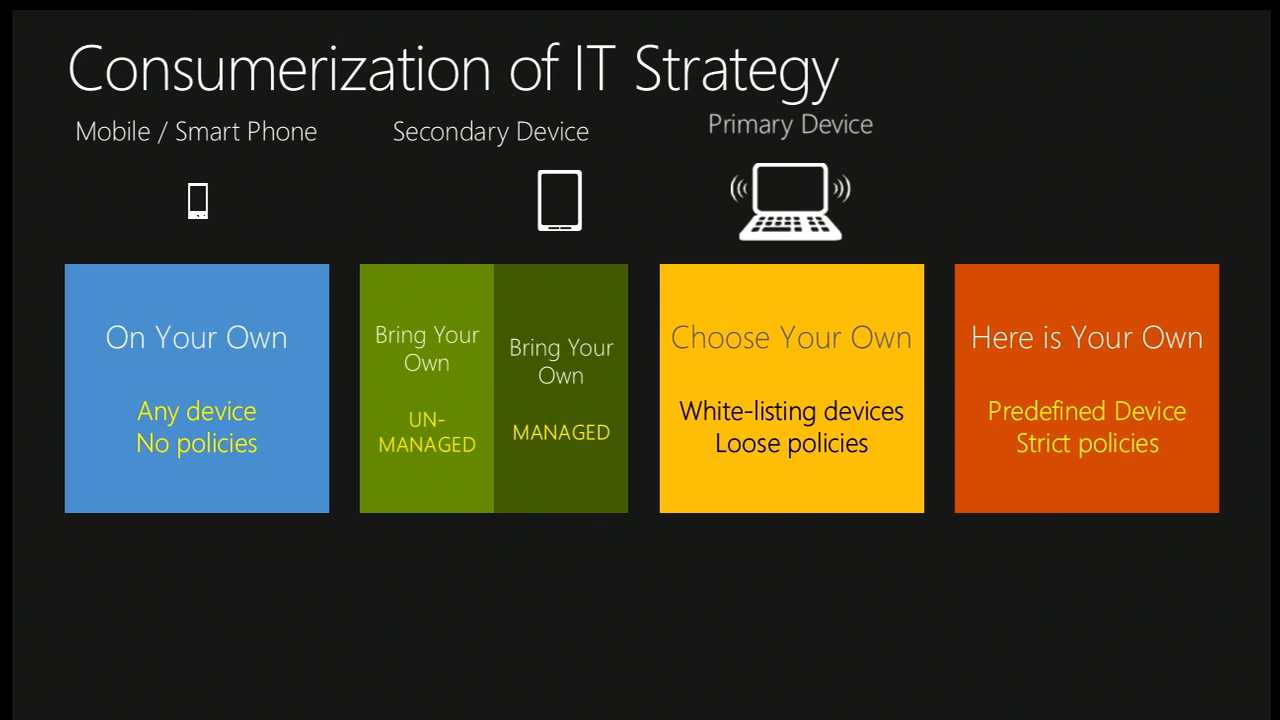 Consumerization of IT Strategy
Mobile / Smart Phone
Secondary Device
Primary Device
On Your Own
Any device
No policies
Bring Your
Own
UN-
MANAGED
Bring Your
Own
MANAGED
Choose Your Own
White-listing devices
Loose policies
Here is Your Own
Predefined Device
Strict policies